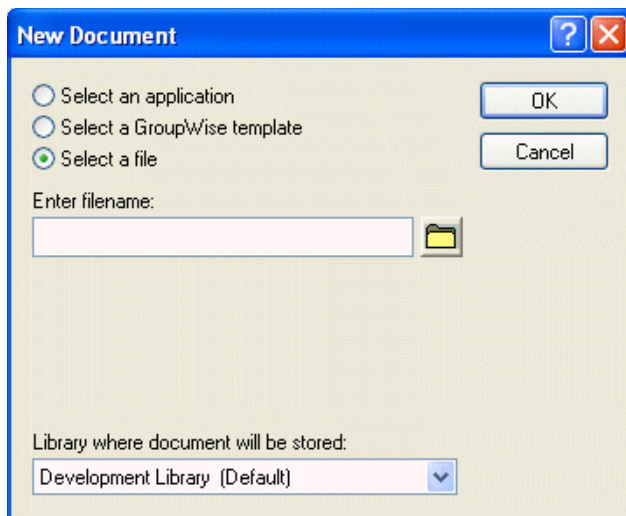 New Document
?
Select an application
OK
Select a GroupWise template
Cancel
Select a file
Enter filename:
Library where document will be stored:
Development Library (Default)